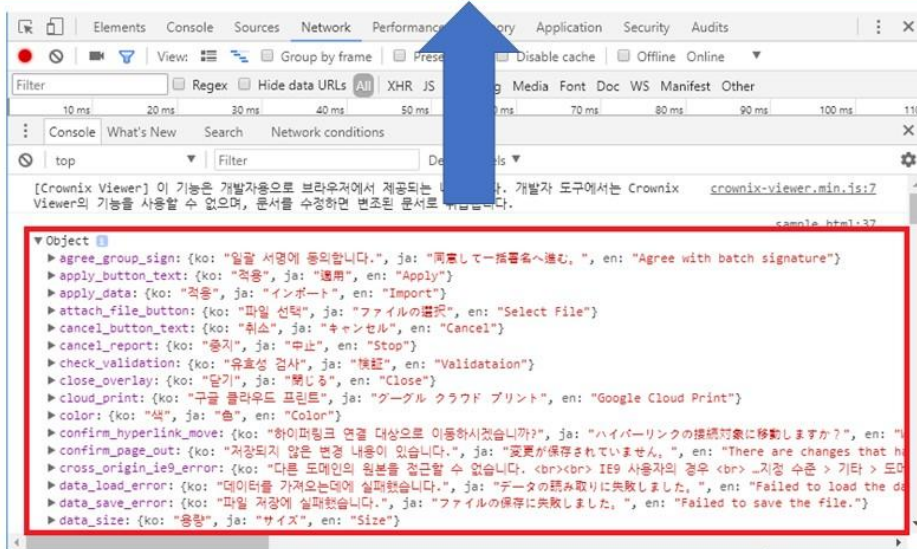 Elements Console Sources Network Performance Application Security Audits
View: Group by frame Disable cache Offline Online
Filter Regex Hide data URLs All XHR JS Media Font Doc WS Manifest Other
10 ms 20 ms 30 ms 40 ms 50 ms 70 ms 80 ms 90 ms 100 ms
Console What's New Search Network conditions
top Filter
[Crownix Viewer] 이 기능은 개발자용으로 브라우저에서 제공되는 개발자 도구에서는 Crownix crownix-viewer.min.js:7
Viewer의 기능을 사용할 수 없으며, 문서를 수정하면 변조된 문서로
sample.html:37
Object
agree_group_sign: {ko: "일괄 서명에 동의합니다.", ja: "同意して一括署名へ進む。", en: "Agree with batch signature"}
apply_button_text: {ko: "적용", ja: "適用", en: "Apply"}
apply_data: {ko: "적용", ja: "インポート", en: "Import"}
attach_file_button: {ko: "파일 선택", ja: "ファイルの選択", en: "Select File"}
cancel_button_text: {ko: "취소", ja: "キャンセル", en: "Cancel"}
cancel_report: {ko: "중지", ja: "中止", en: "Stop"}
check_validation: {ko: "유효성 검사", ja: "検証", en: "Validataion"}
close_overlay: {ko: "닫기", ja: "閉じる", en: "Close"}
cloud_print: {ko: "구글 클라우드 프린트", ja: "グーグル クラウド プリント", en: "Google Cloud Print"}
color: {ko: "색", ja: "色", en: "Color"}
confirm_hyperlink_move: {ko: "하이퍼링크 연결 대상으로 이동하시겠습니까?", ja: "ハイパーリンクの接続対象に移動しますか？", en:
confirm_page_out: {ko: "저장되지 않은 변경 내용이 있습니다.", ja: "変更が保存されていません。", en: "There are changes that
cross_origin_ie9_error: {ko: "다른 도메인의 원본을 접근할 수 없습니다. <br><br> IE9 사용자의 경우 <br> …지정 수준 > 기타 >
data_load_error: {ko: "데이터를 가져오는데에 실패했습니다.", ja: "データの読み取りに失敗しました。", en: "Failed to load the
data_save_error: {ko: "파일 저장에 실패했습니다.", ja: "ファイルの保存に失敗しました。", en: "Failed to save the file."}
data_size: {ko: "용량", ja: "サイズ", en: "Size"}